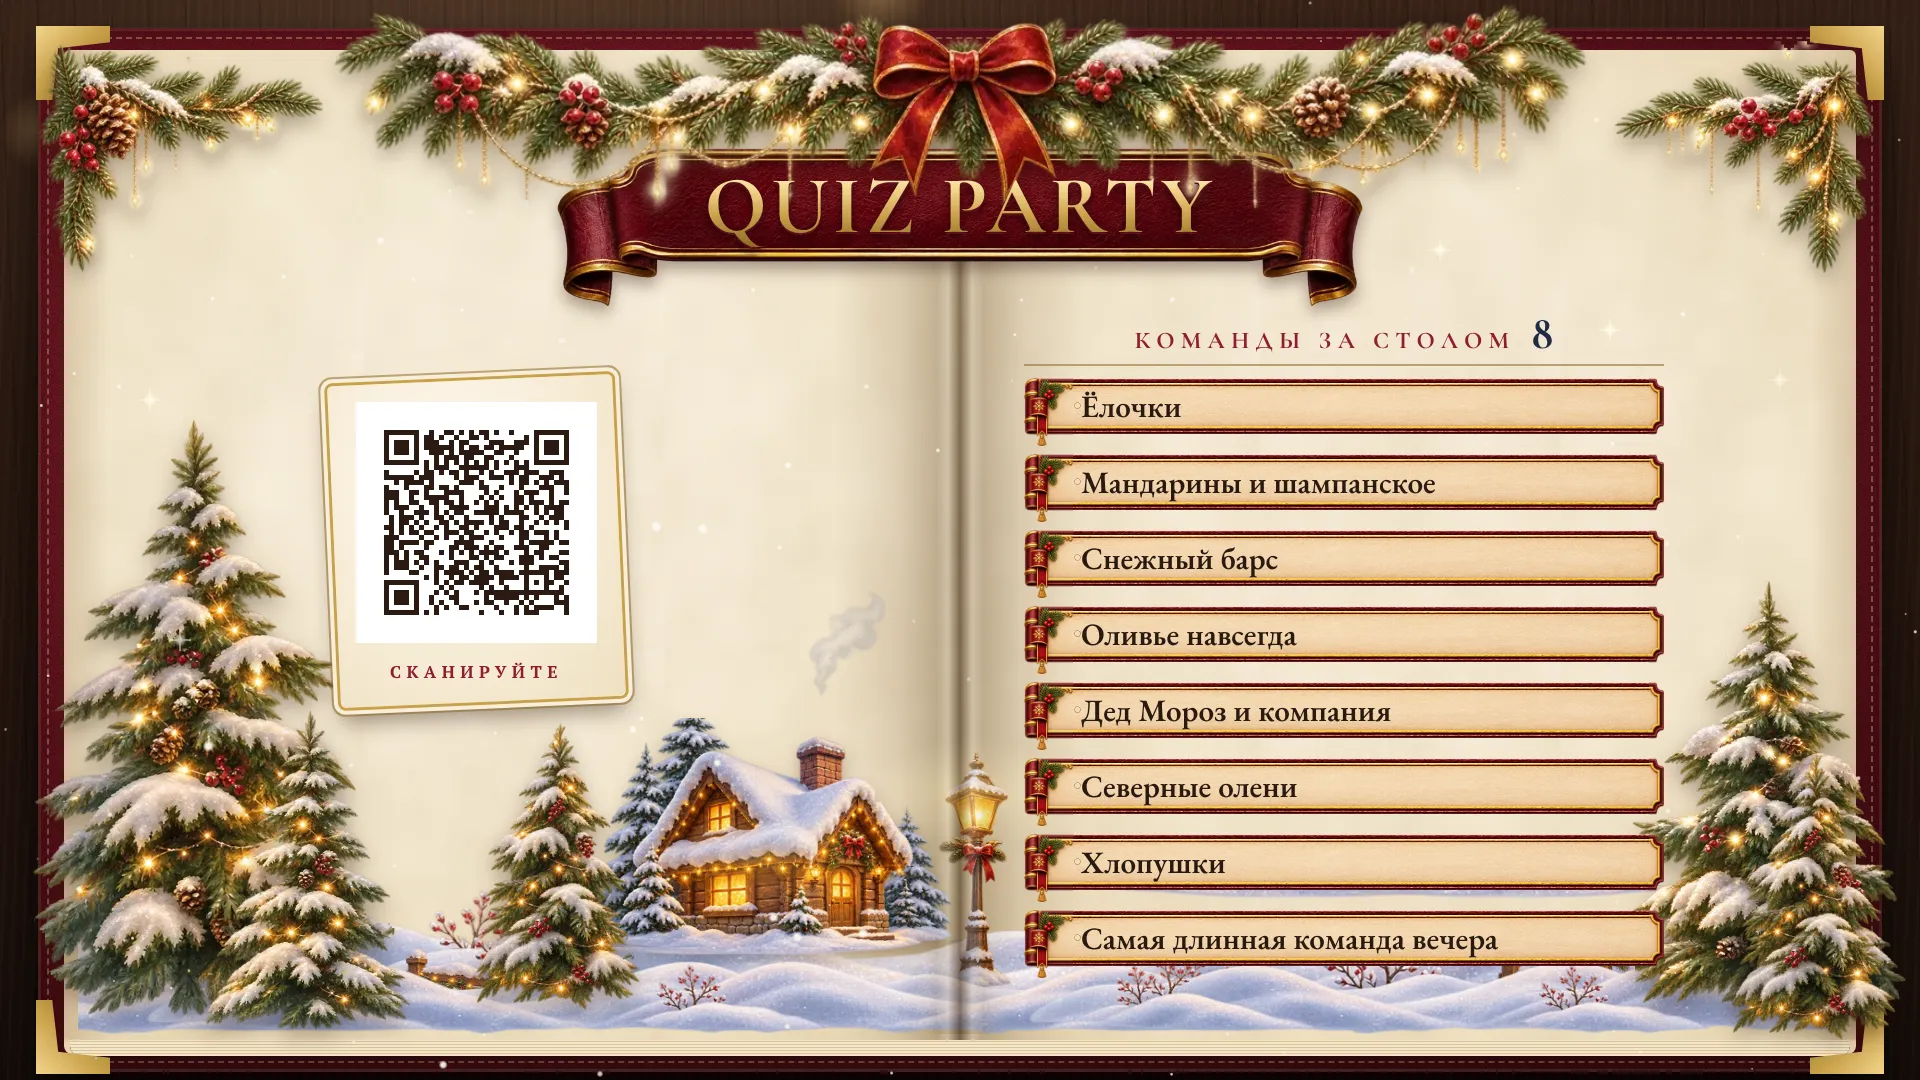 QUIZ PARTY
СКАНИРУЙТЕ
КОМАНДЫ ЗА СТОЛОМ 8
Ёлочки
Мандарины и шампанское
Снежный барс
Оливье навсегда
Дед Мороз и компания
Северные олени
Хлопушки
Самая длинная команда вечера